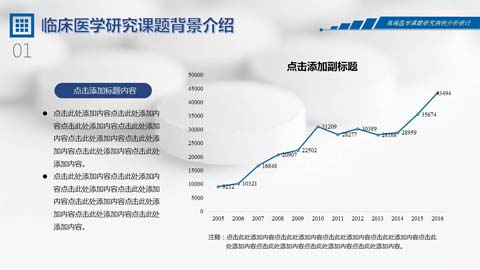 临床医学研究课题背景介绍
高端医学课题研究病例分析研讨
01
点击添加标题内容
● 点击此处添加内容点击此处添加内
容点击此处添加内容点击此处添加
内容点击此处添加内容点击此处添
加内容点击此处添加内容点击此处
添加内容。
● 点击此处添加内容点击此处添加内
容点击此处添加内容点击此处添加
内容点击此处添加内容点击此处添
加内容点击此处添加内容点击此处
添加内容。
点击添加副标题
50000
45000
40000
35000
30000
25000
20000
15000
10000
5000
0
9212
10321
16848
20907
22502
31209
28277
30389
28168
28959
35674
43494
2005 2006 2007 2008 2009 2010 2011 2012 2013 2014 2015 2016
注释：点击此处添加内容点击此处添加内容点击此处添加内容点击此处添加内容点击此
处添加内容点击此处添加内容点击此处添加内容点击此处添加内容。